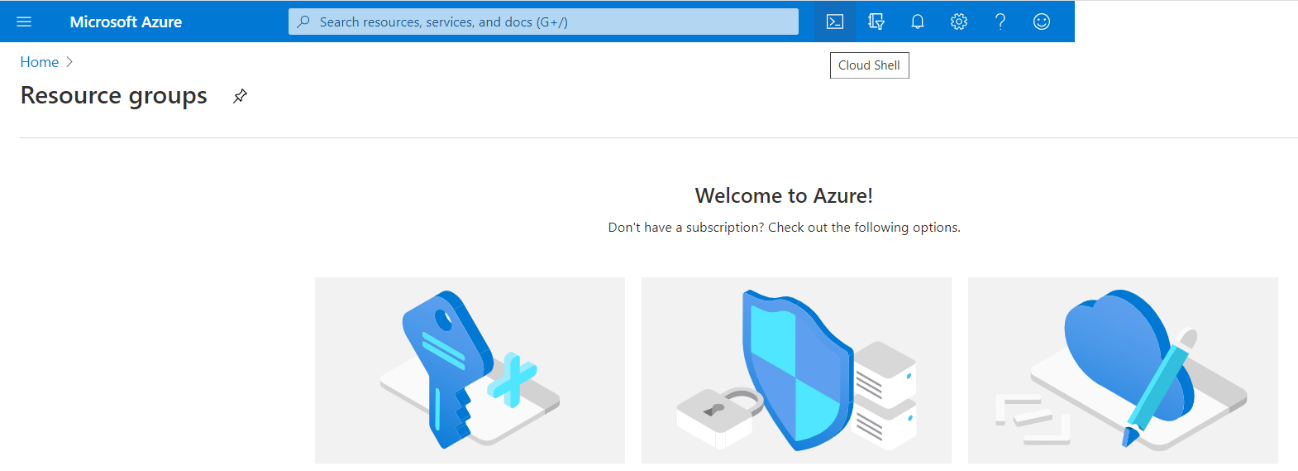 Microsoft Azure
Search resources, services, and docs (G+/)
Cloud Shell
Home
Resource groups
Welcome to Azure!
Don't have a subscription? Check out the following options.